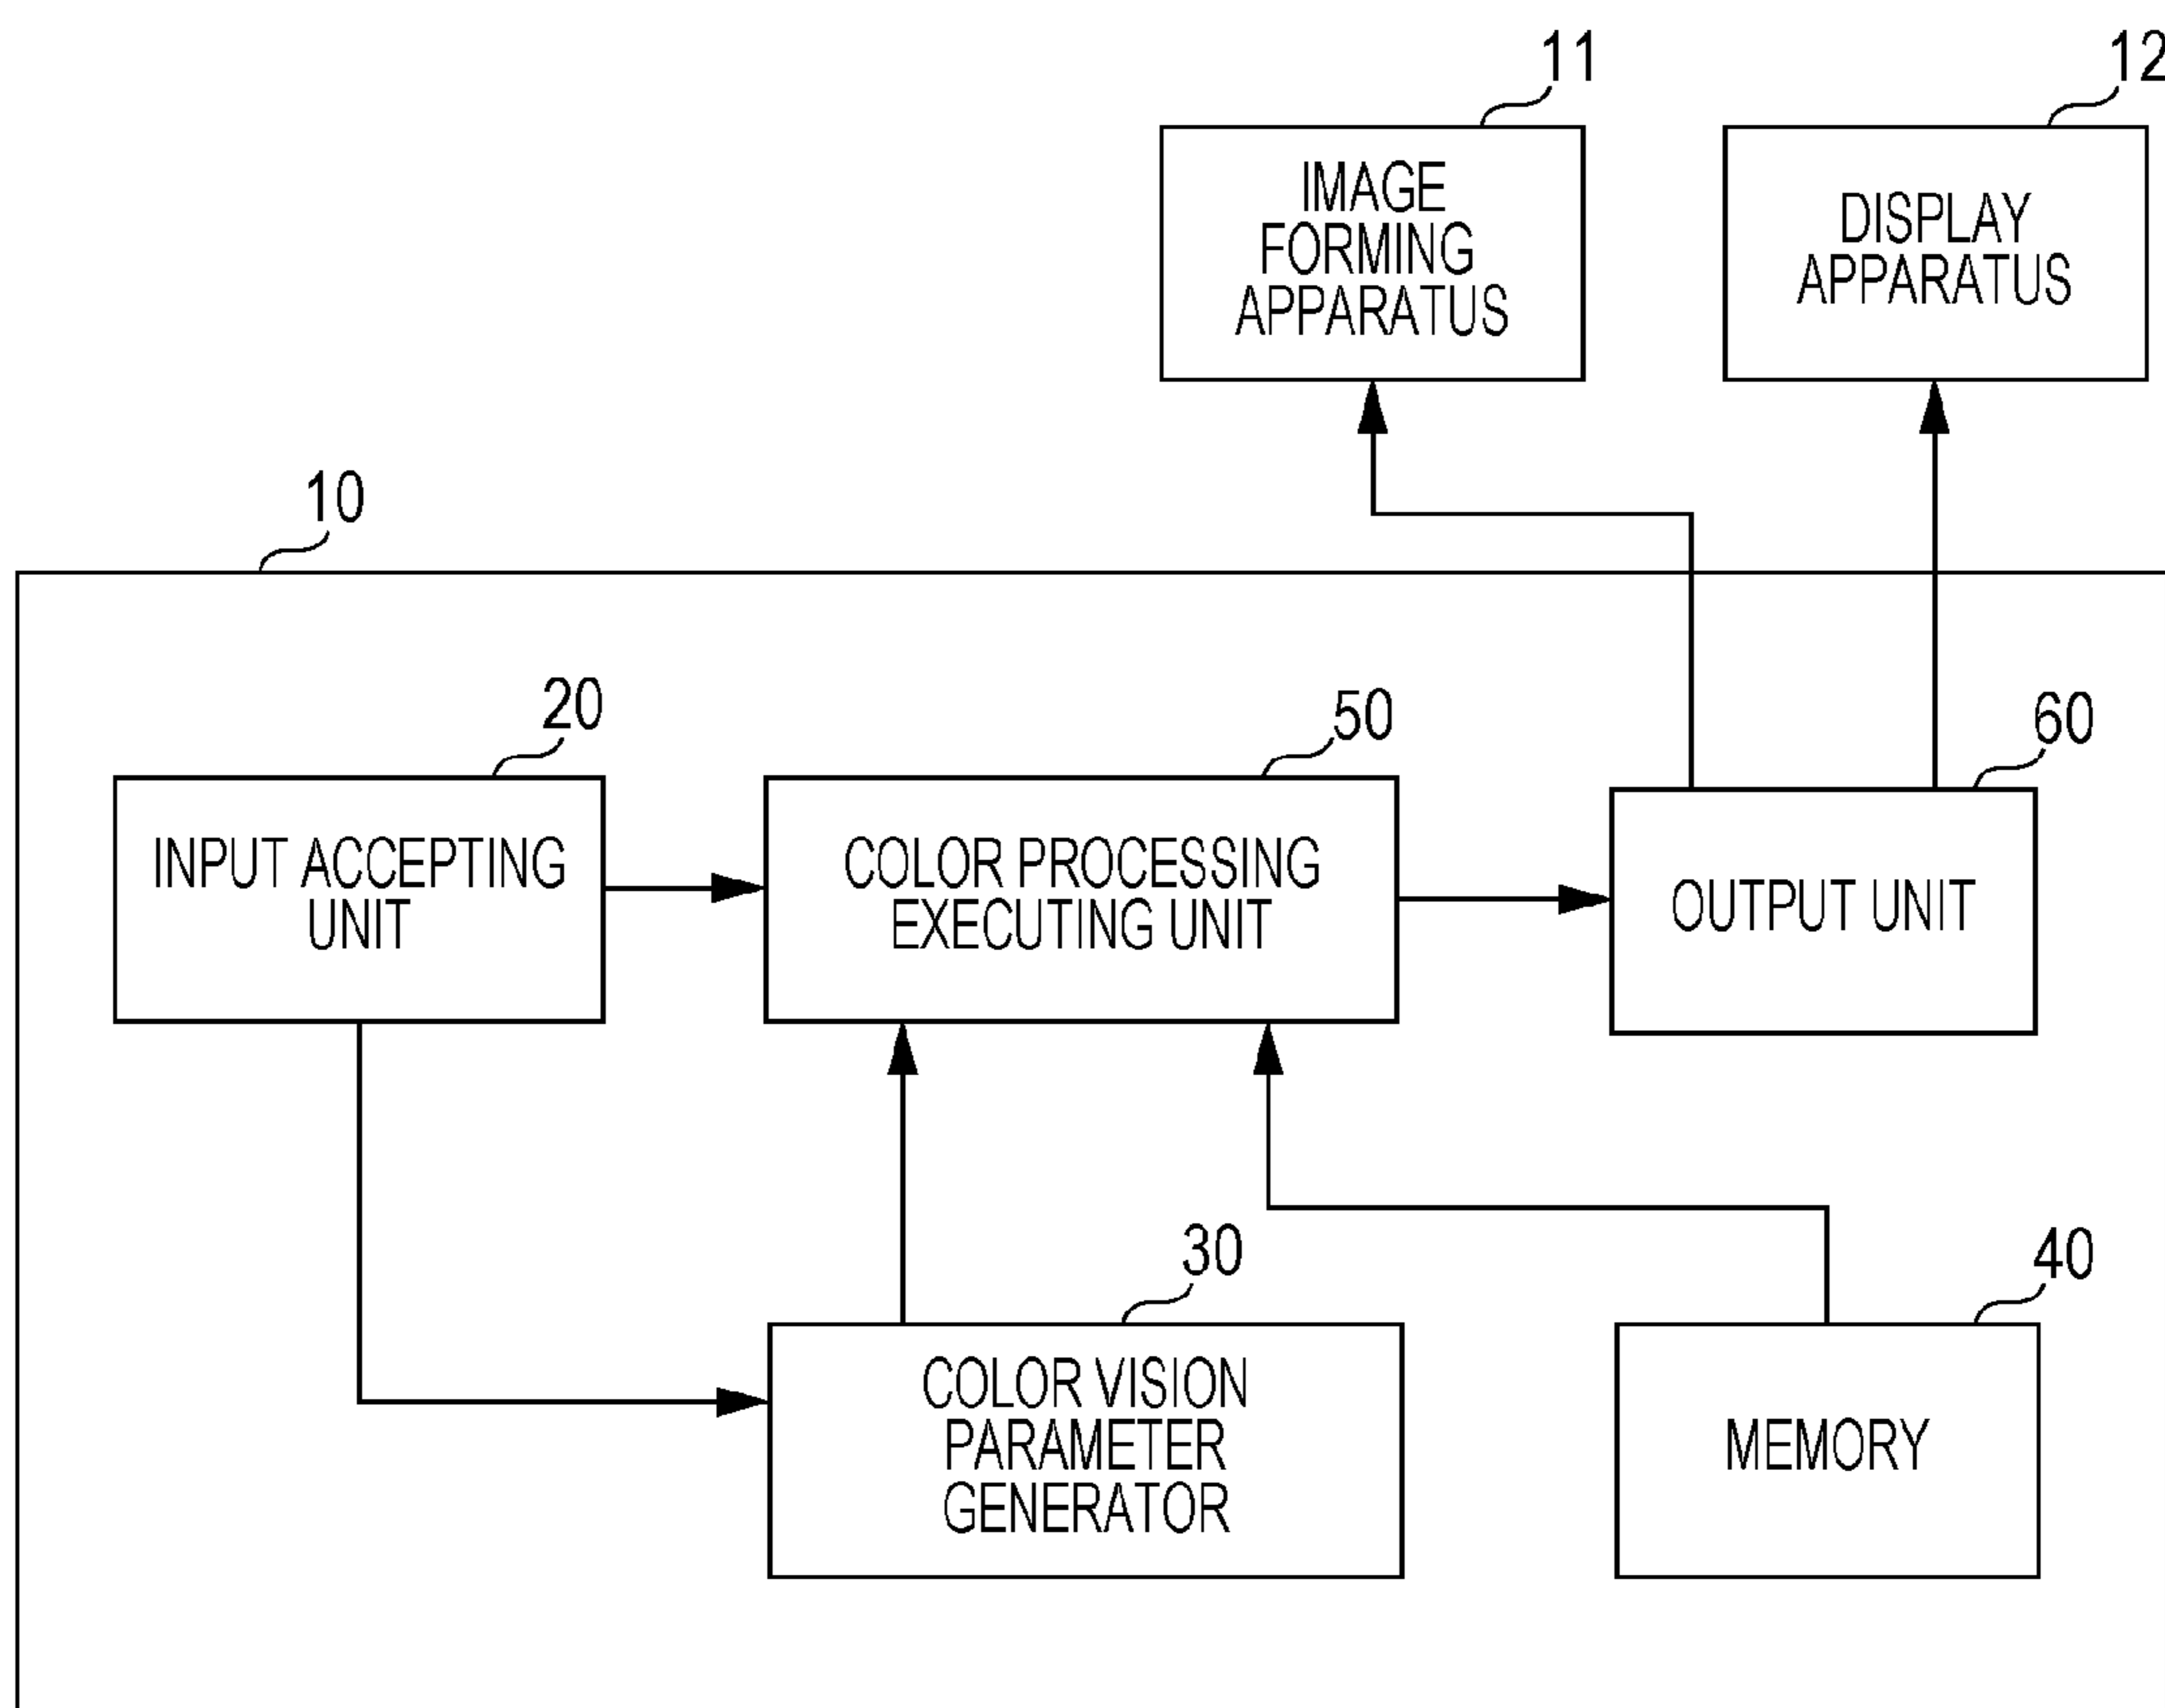 11
12
IMAGE
FORMING
APPARATUS
DISPLAY
APPARATUS
10
20
50
60
INPUT ACCEPTING
UNIT
COLOR PROCESSING
EXECUTING UNIT
OUTPUT UNIT
30
40
COLOR VISION
PARAMETER
GENERATOR
MEMORY